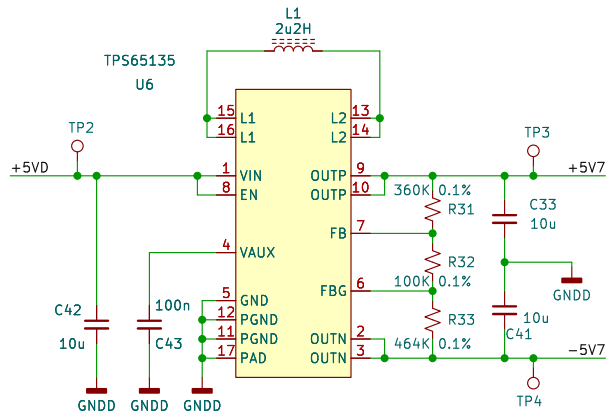 L1
2u2H
TPS65135
U6
15 L1 L2 13
16 L1 L2 14
TP2 TP3
+5VD 1 VIN OUTP 9 +5V7
8 EN OUTP 10
360K 0.1%
R31
C33
10u
7 FB
4 VAUX
R32
100K 0.1%
6 FBG
GNDD
5 GND
12 PGND
11 PGND
17 PAD
C42
10u
100n
C43
R33
464K 0.1%
10u
C41
OUTN 2
OUTN 3
-5V7
TP4
GNDD GNDD GNDD